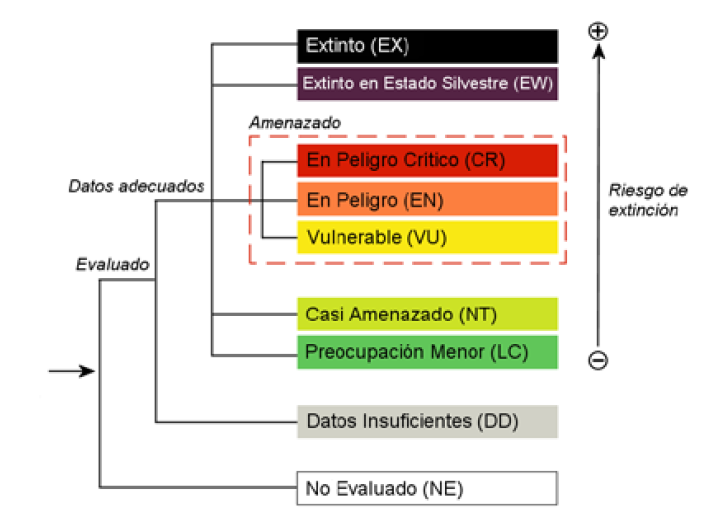 Extinto (EX)
Extinto en Estado Silvestre (EW)
Amenazado
En Peligro Critico (CR)
Datos adecuados
En Peligro (EN)
Riesgo de
extinción
Vulnerable (VU)
Evaluado
Casi Amenazado (NT)
Preocupación Menor (LC)
Datos Insuficientes (DD)
No Evaluado (NE)